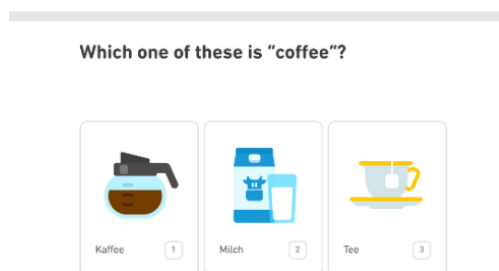 Which one of these is “coffee”?
Kaffee 1 Milch 2 Tee 3